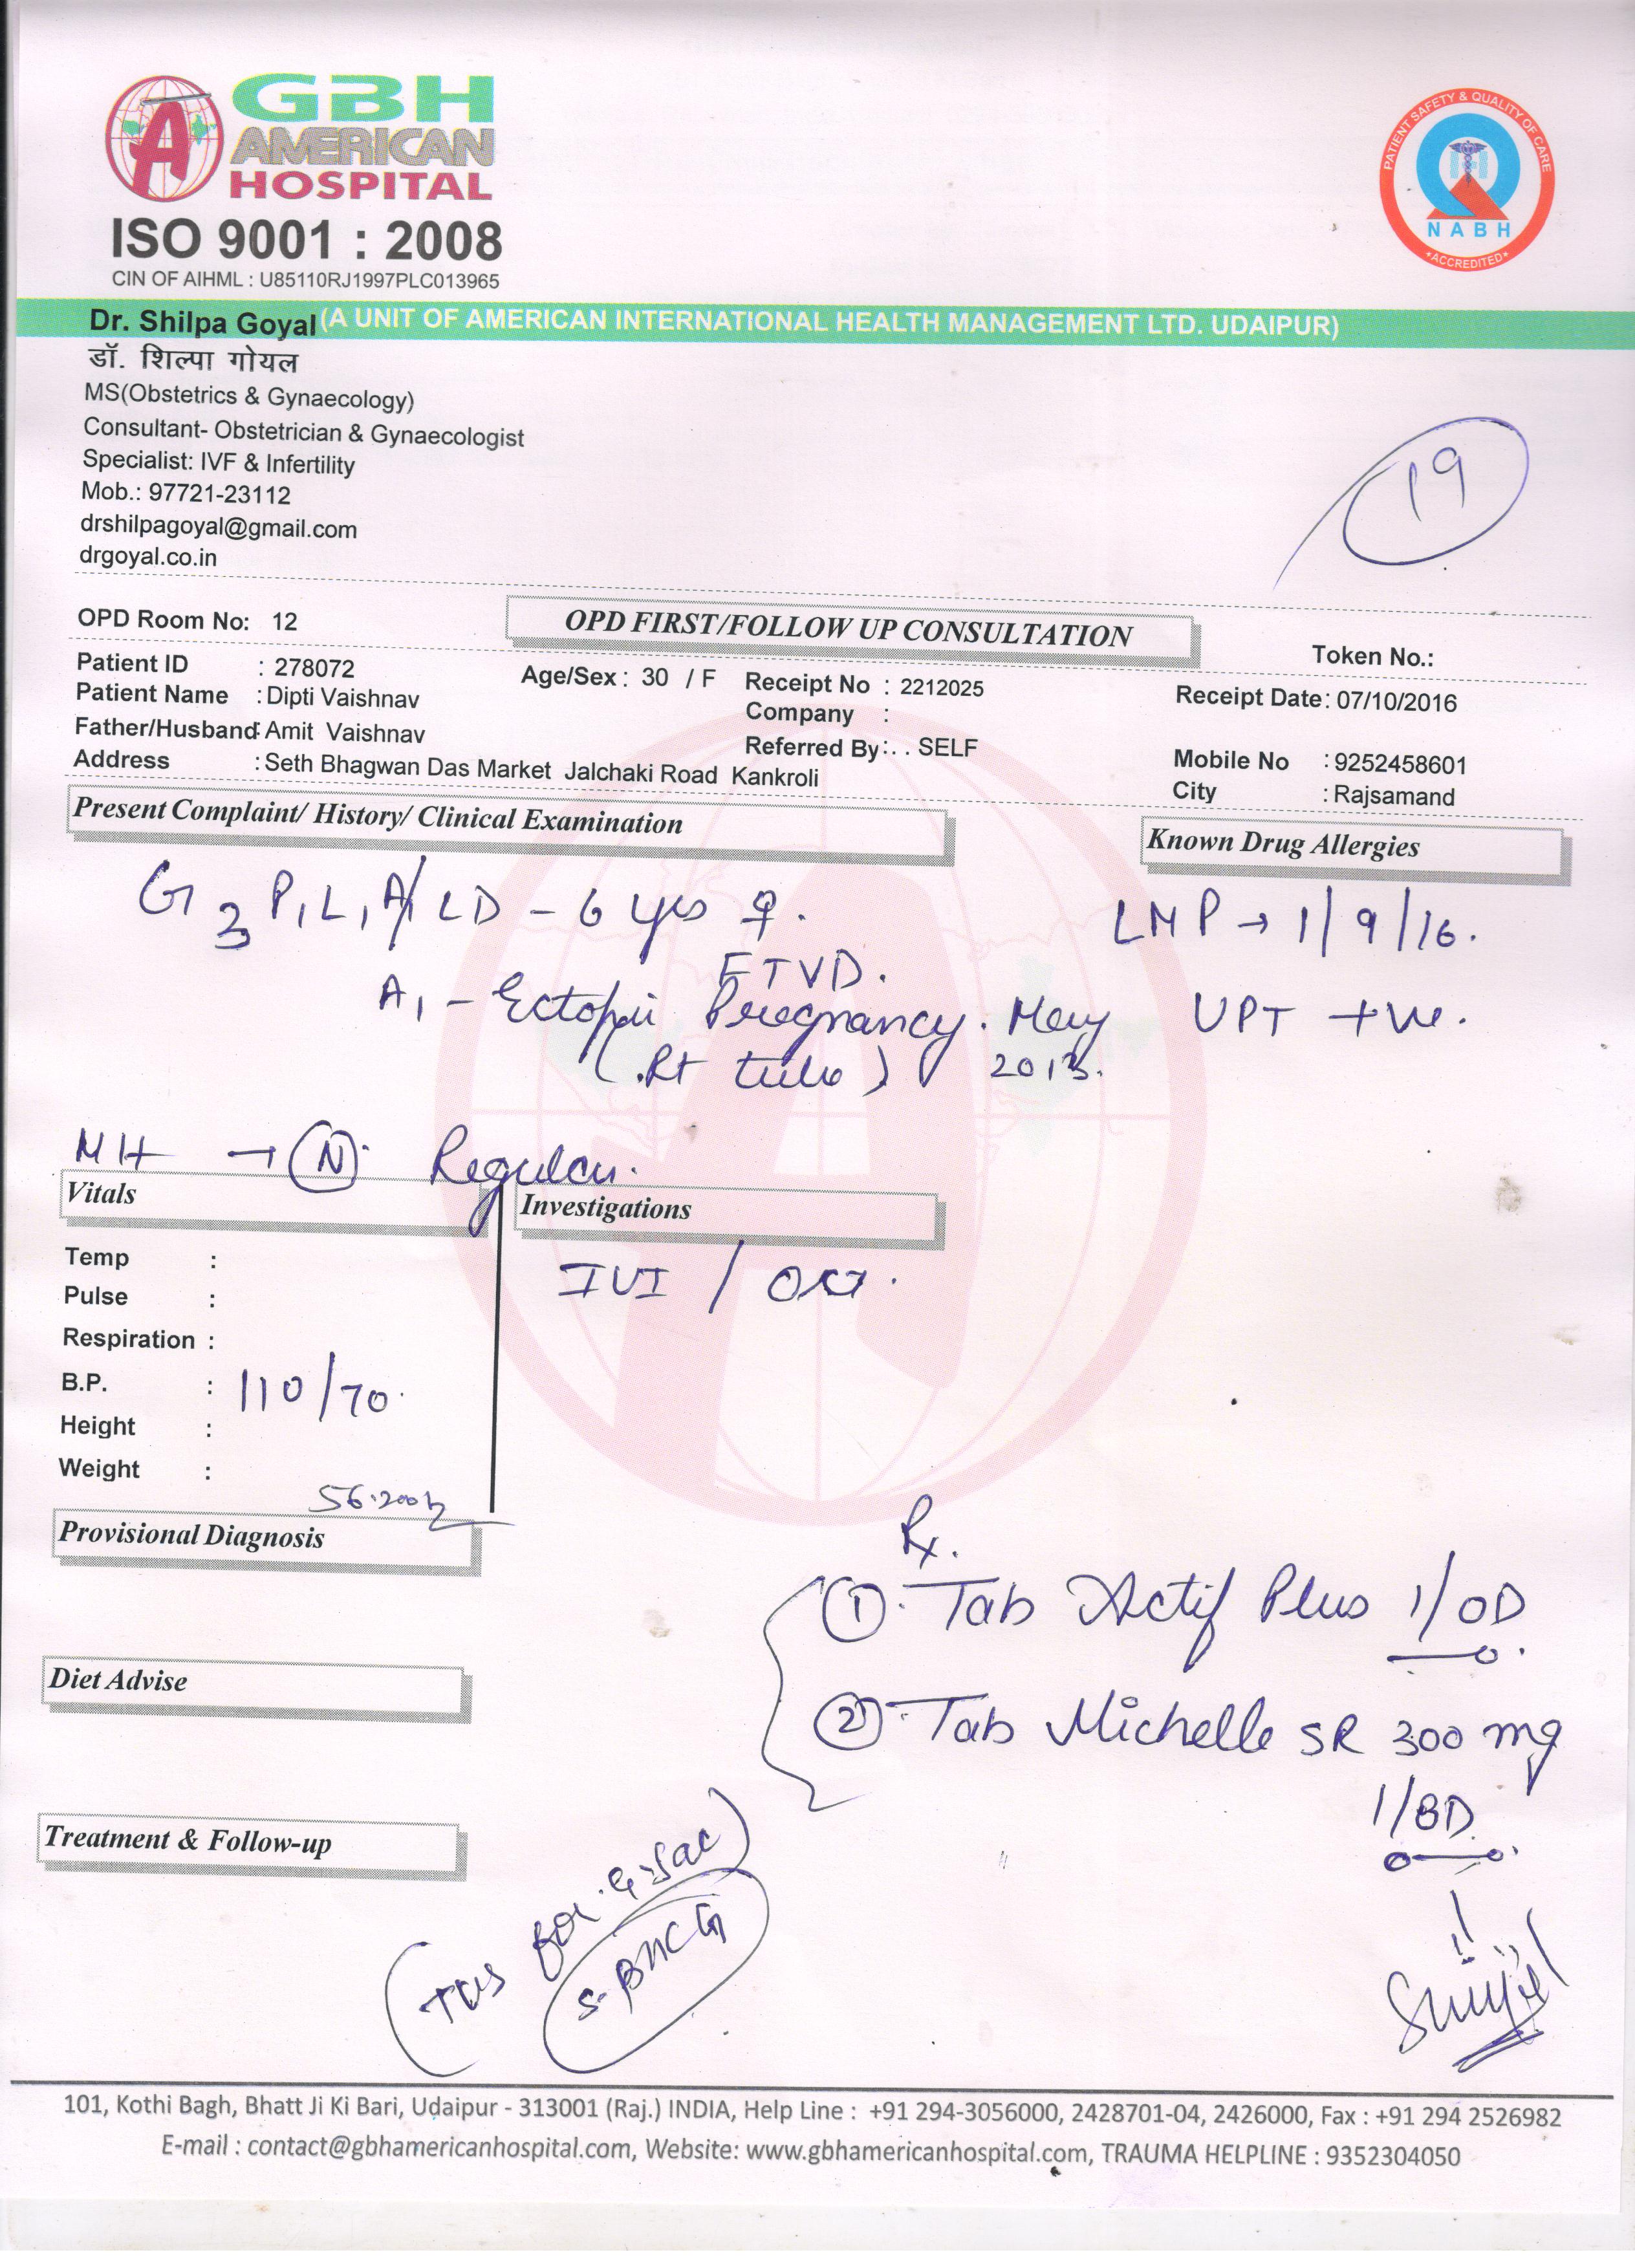 GBH
AMERICAN
HOSPITAL
ISO 9001 : 2008
CIN OF AIHML : U85110RJ1997PLC013965
PATIENT SAFETY & QUALITY OF CARE
NABH
ACCREDITED
Dr. Shilpa Goyal (A UNIT OF AMERICAN INTERNATIONAL HEALTH MANAGEMENT LTD. UDAIPUR)
डॉ. शिल्पा गोयल
MS(Obstetrics & Gynaecology)
Consultant- Obstetrician & Gynaecologist
Specialist: IVF & Infertility
Mob.: 97721-23112
drshilpagoyal@gmail.com
drgoyal.co.in
19
OPD Room No: 12
OPD FIRST/FOLLOW UP CONSULTATION
Token No.:
Patient ID : 278072 Age/Sex : 30 / F Receipt No : 2212025 Receipt Date: 07/10/2016
Patient Name : Dipti Vaishnav Company :
Father/Husband: Amit Vaishnav Referred By: . . SELF Mobile No : 9252458601
Address : Seth Bhagwan Das Market Jalchaki Road Kankroli City : Rajsamand
Present Complaint/ History/ Clinical Examination
Known Drug Allergies
G3 P1 L1 A1 LD - 6 yrs ♀.
LMP → 1/9/16.
FTVD.
A1 - Ectopic Pregnancy. May 2013.
UPT +ve.
(Rt tube)
MH → (N). Regular.
Vitals
Investigations
Temp :
Pulse :
Respiration :
B.P. : 110/70.
Height :
Weight :
IUI /
56.200
Provisional Diagnosis
Rx.
① Tab Actif Plus 1/OD
Diet Advise
② Tab Michelle SR 300 mg
1/BD
Treatment & Follow-up
(TVS for G. Sac)
S. BHCG
101, Kothi Bagh, Bhatt Ji Ki Bari, Udaipur - 313001 (Raj.) INDIA, Help Line : +91 294-3056000, 2428701-04, 2426000, Fax : +91 294 2526982
E-mail : contact@gbhamericanhospital.com, Website: www.gbhamericanhospital.com, TRAUMA HELPLINE : 9352304050